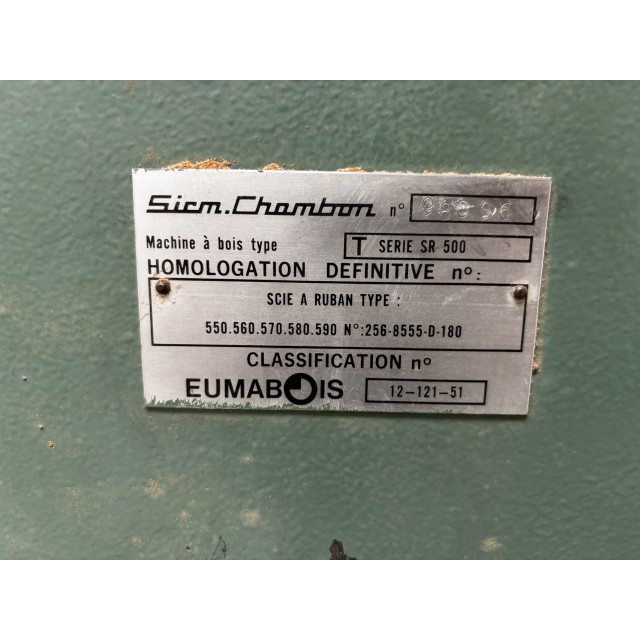 Sicm.Chambon n°
Machine à bois type T SERIE SR 500
HOMOLOGATION DEFINITIVE n°:
SCIE A RUBAN TYPE :
550.560.570.580.590 N°:256-8555-D-180
CLASSIFICATION n°
EUMABOIS 12-121-51